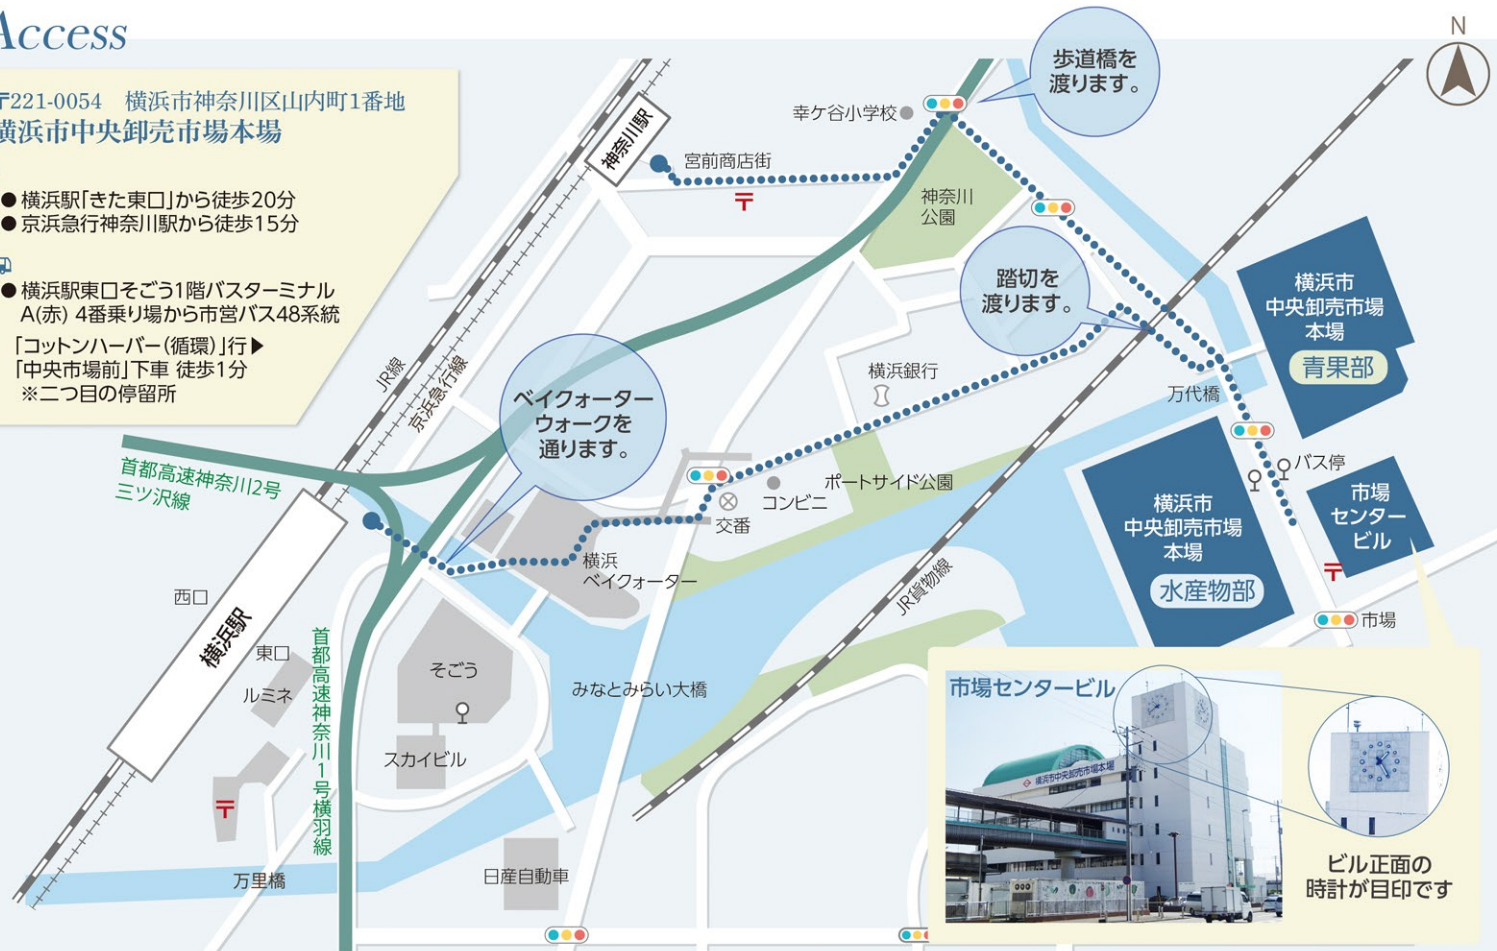 Access
〒221-0054　横浜市神奈川区山内町1番地
横浜市中央卸売市場本場
● 横浜駅「きた東口」から徒歩20分
● 京浜急行神奈川駅から徒歩15分
● 横浜駅東口そごう1階バスターミナル
A(赤) 4番乗り場から市営バス48系統
「コットンハーバー（循環）」行▶
「中央市場前」下車 徒歩1分
※二つ目の停留所
N
歩道橋を
渡ります。
幸ケ谷小学校
神奈川駅
宮前商店街
〒
神奈川
公園
踏切を
渡ります。
横浜市
中央卸売市場
本場
青果部
JR線
京浜急行線
ベイクォーター
ウォークを
通ります。
横浜銀行
万代橋
首都高速神奈川2号
三ツ沢線
バス停
ポートサイド公園
コンビニ
交番
横浜市
中央卸売市場
本場
水産物部
市場
センター
ビル
〒
横浜
ベイクォーター
JR貨物線
西口
横浜駅
東口
ルミネ
首都高速神奈川1号横羽線
そごう
みなとみらい大橋
スカイビル
〒
市場
万里橋
日産自動車
市場センタービル
横浜市中央卸売市場本場
ビル正面の
時計が目印です